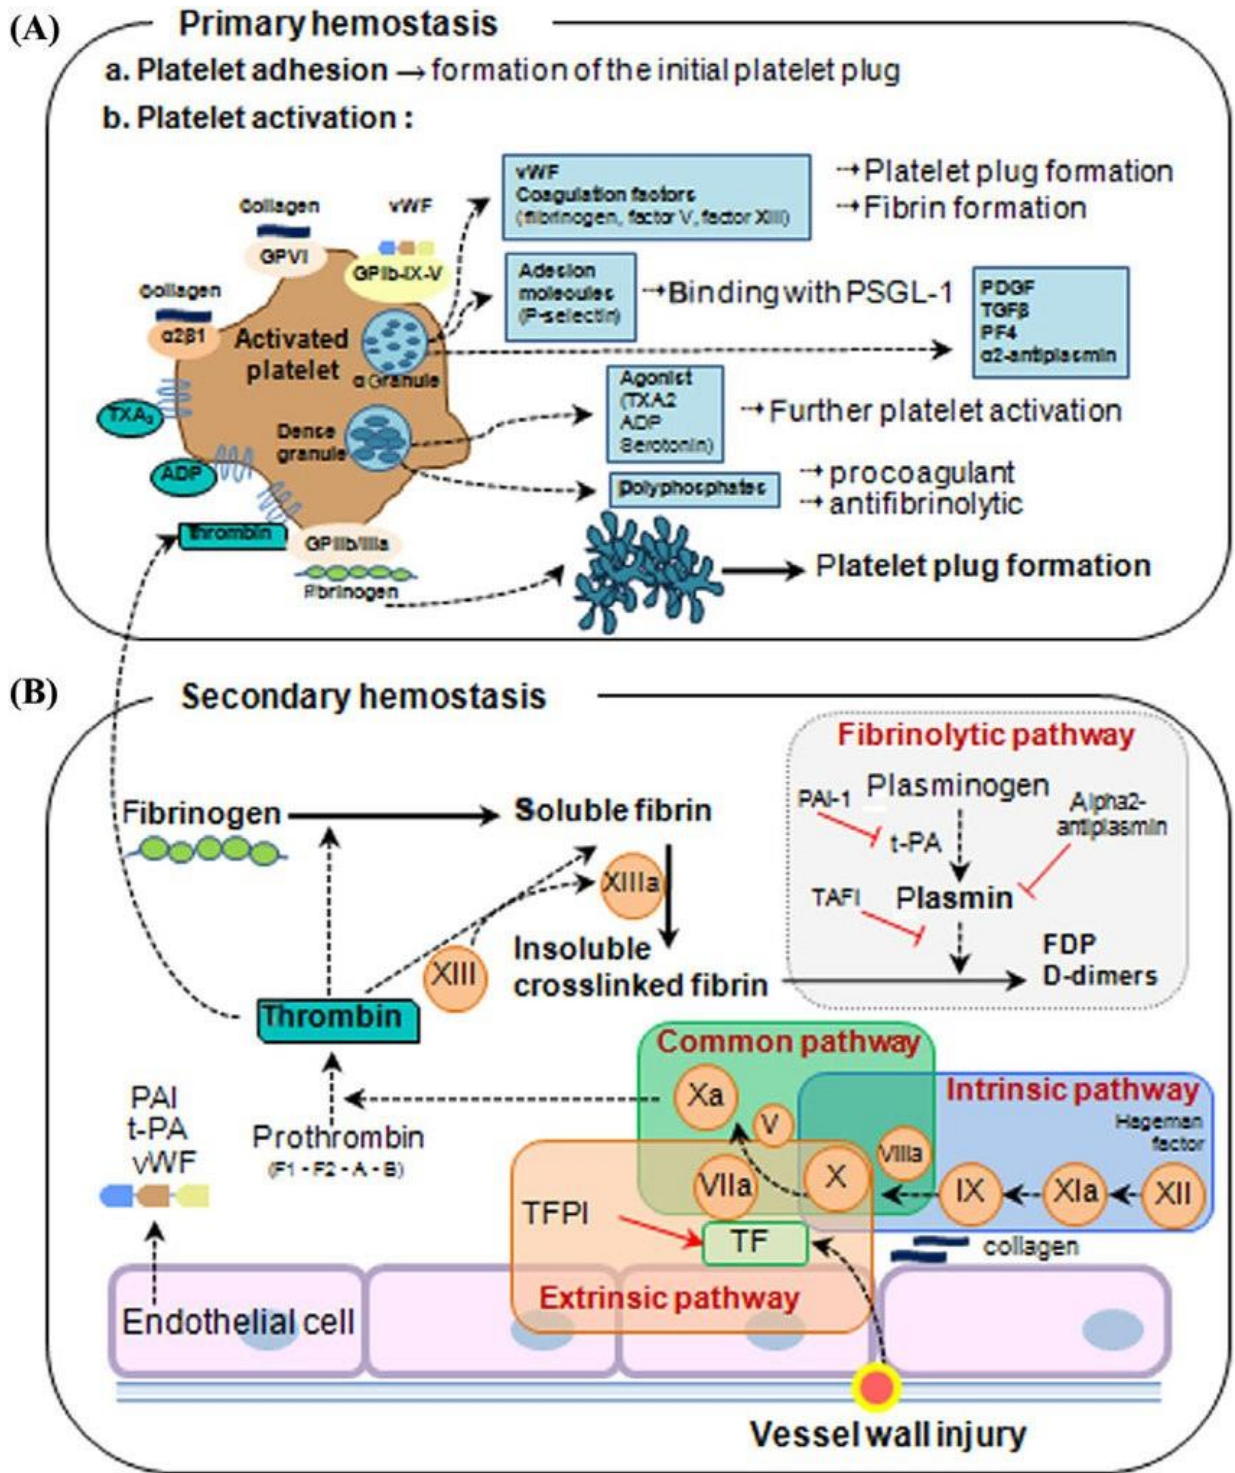 (A)
Primary hemostasis
a. Platelet adhesion → formation of the initial platelet plug
b. Platelet activation :
vWF
Coagulation factors
(fibrinogen, factor V, factor XIII)
→Platelet plug formation
→Fibrin formation
Collagen
GPVI
vWF
GPIb-IX-V
Collagen
α2β1
Adesion
molecules
(P-selectin)
→Binding with PSGL-1
PDGF
TGFβ
PF4
α2-antiplasmin
Activated
platelet
α Granule
TXA₂
Agonist
(TXA2
ADP
Serotonin)
→Further platelet activation
Dense
granule
ADP
polyphosphates
→ procoagulant
→ antifibrinolytic
Thrombin
GPIIb/IIIa
Fibrinogen
Platelet plug formation
(B)
Secondary hemostasis
Fibrinolytic pathway
Plasminogen
PAI-1
Alpha2-
antiplasmin
t-PA
TAFI
Plasmin
FDP
D-dimers
Fibrinogen
Soluble fibrin
XIIIa
XIII
Insoluble
crosslinked fibrin
Thrombin
Common pathway
Xa
V
Intrinsic pathway
Hageman
factor
PAI
t-PA
vWF
Prothrombin
(F1 - F2 - A - B)
VIIa
X
VIIIa
IX
XIa
XII
TFPI
TF
collagen
Extrinsic pathway
Endothelial cell
Vessel wall injury